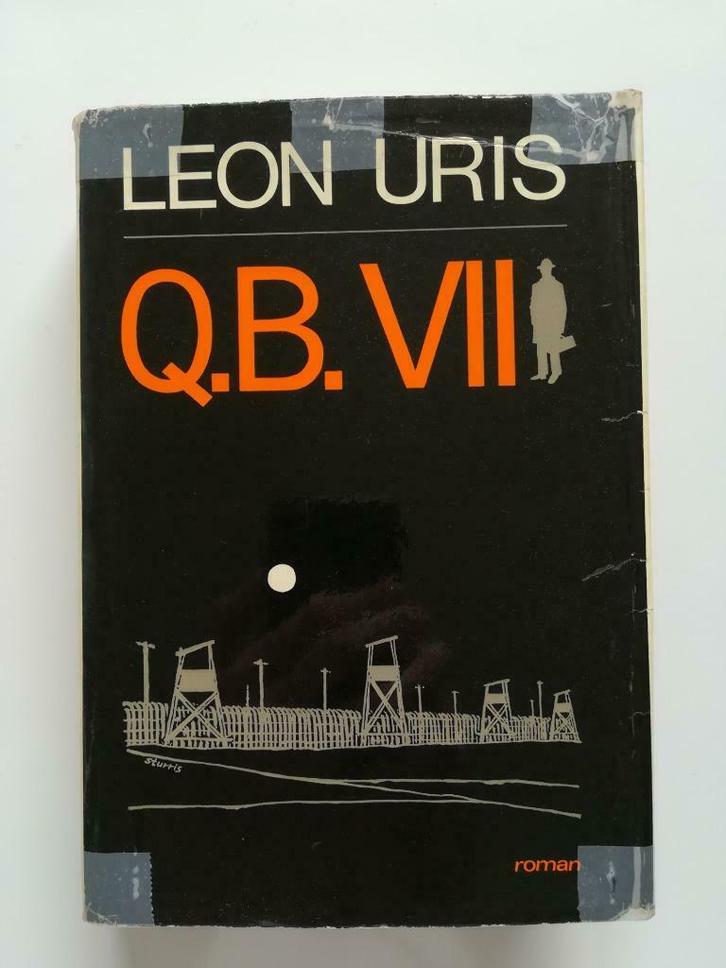 LEON URIS
Q.B. VII
sturris
roman